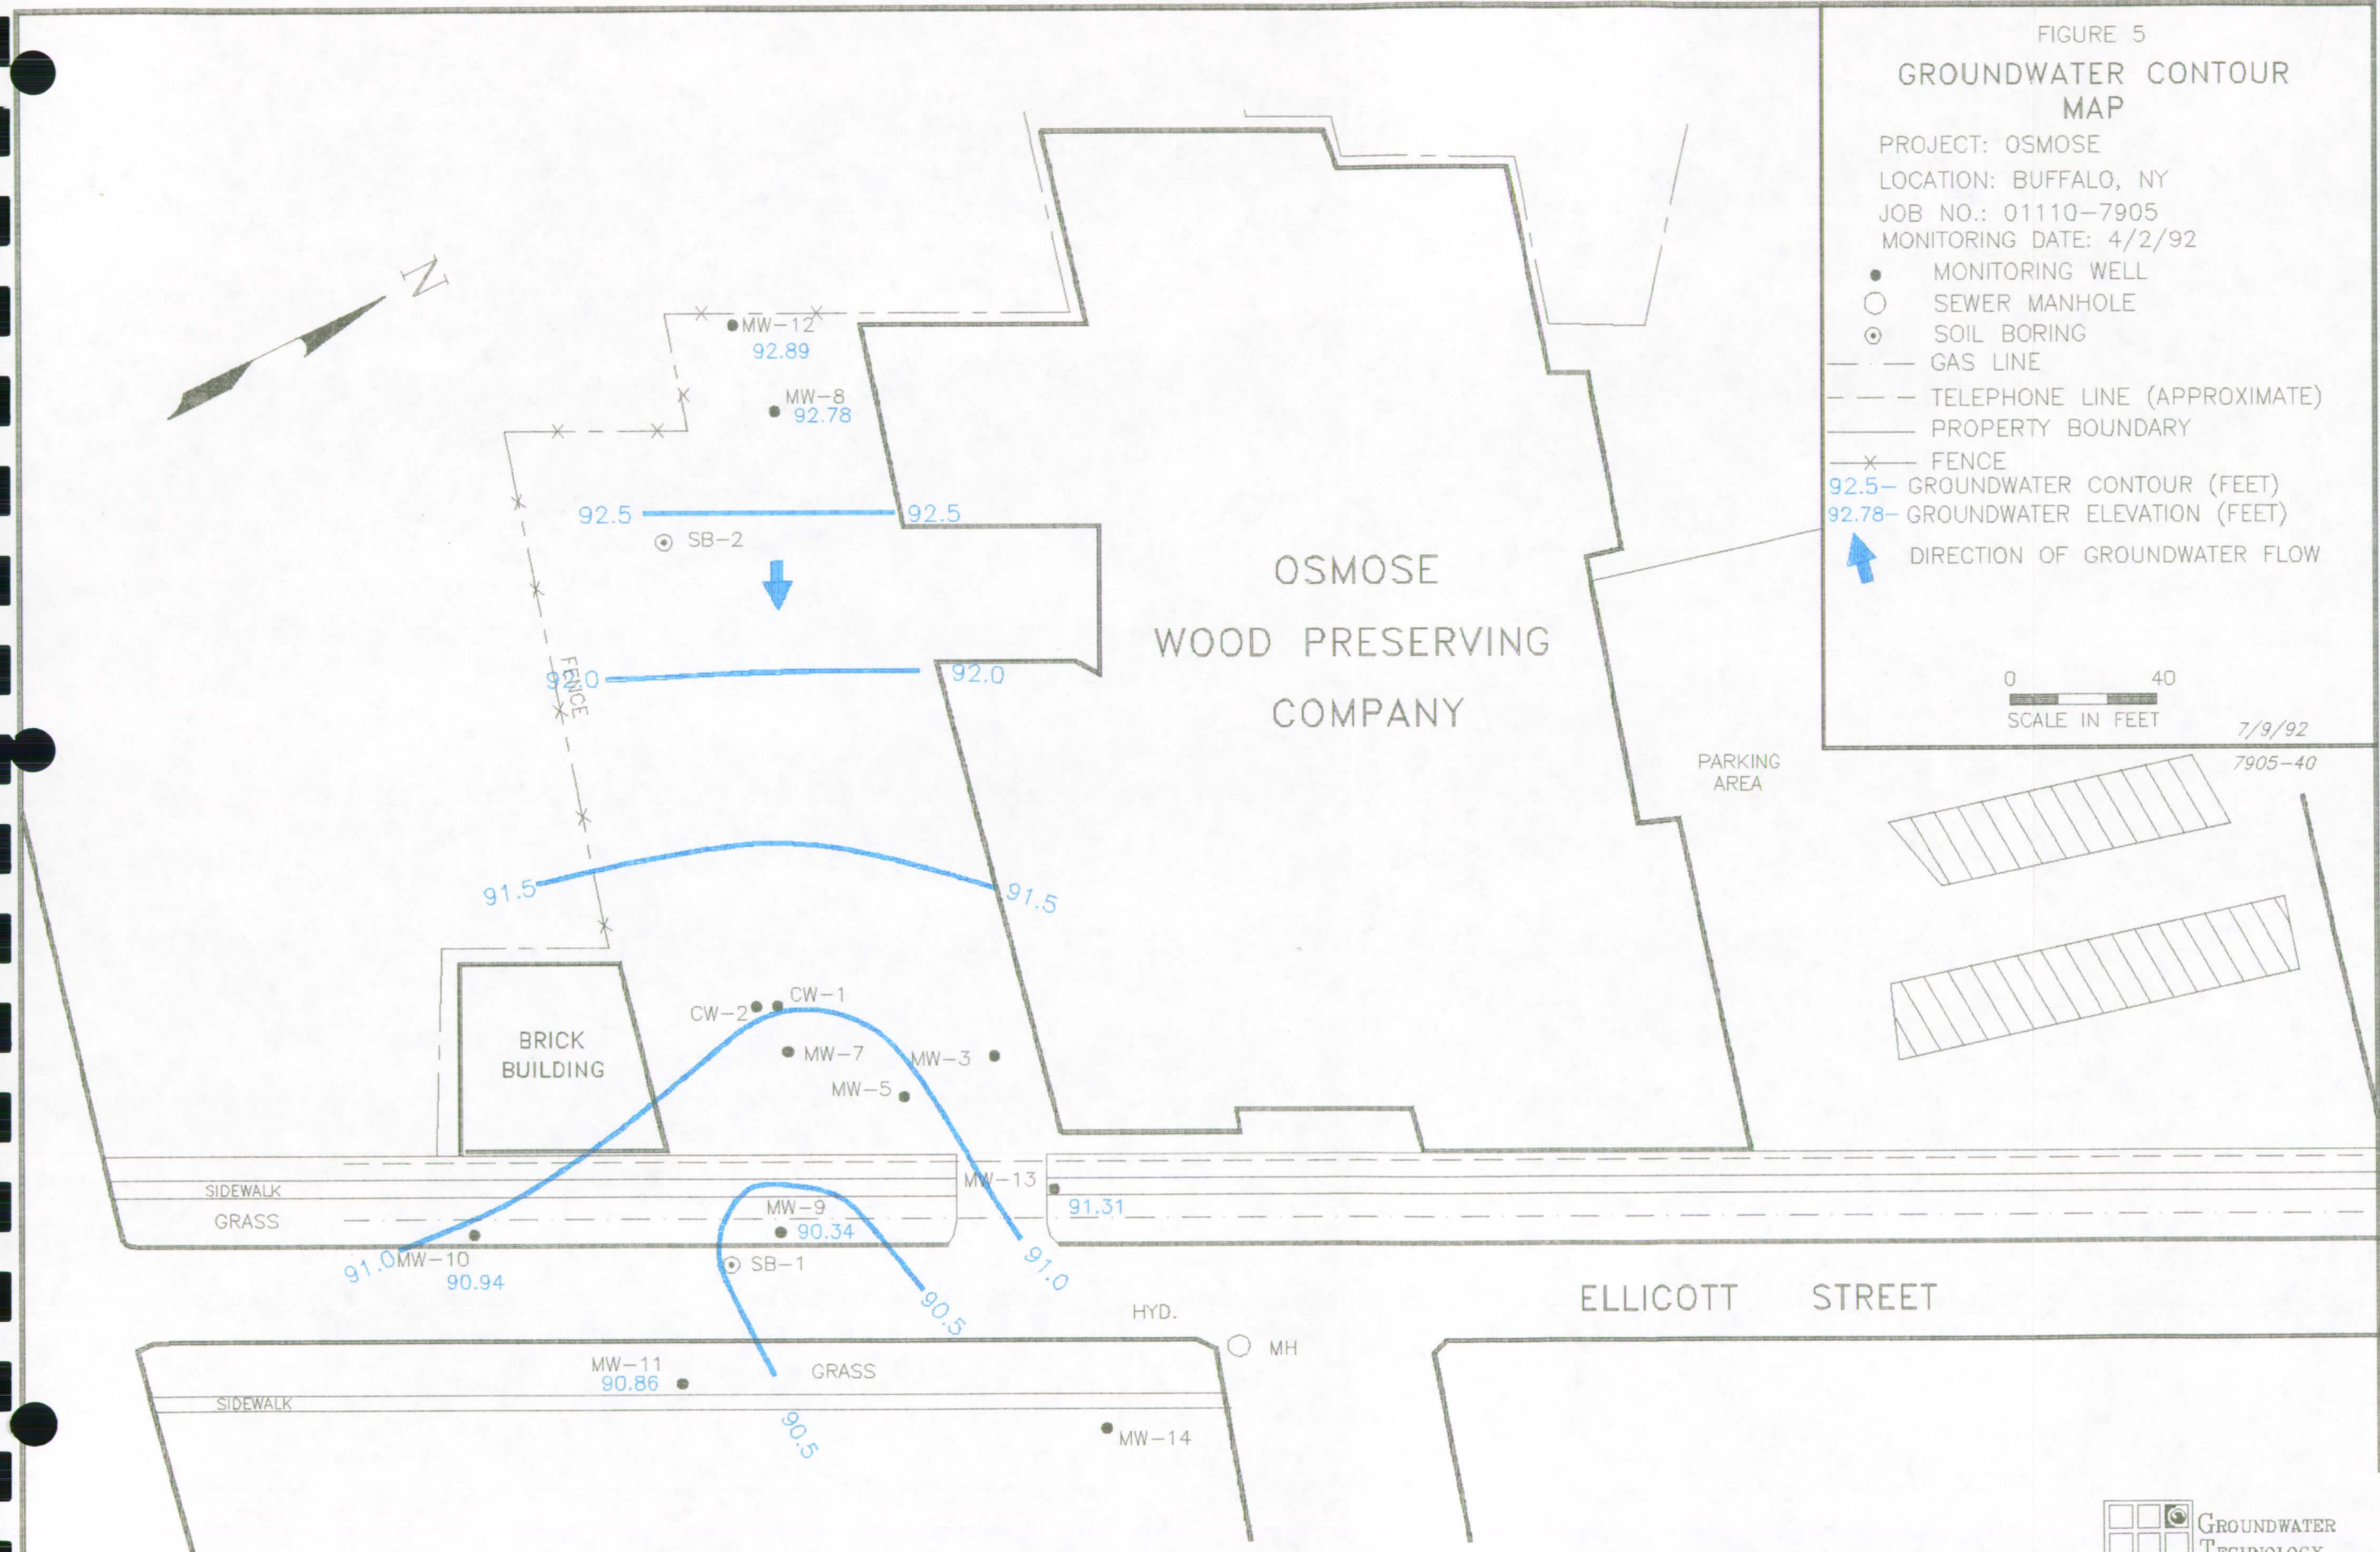 FIGURE 5
GROUNDWATER CONTOUR
MAP
PROJECT: OSMOSE
LOCATION: BUFFALO, NY
JOB NO.: 01110-7905
MONITORING DATE: 4/2/92
MONITORING WELL
SEWER MANHOLE
SOIL BORING
GAS LINE
TELEPHONE LINE (APPROXIMATE)
PROPERTY BOUNDARY
FENCE
92.5- GROUNDWATER CONTOUR (FEET)
92.78- GROUNDWATER ELEVATION (FEET)
DIRECTION OF GROUNDWATER FLOW
0 40
SCALE IN FEET
7/9/92
7905-40
N
MW-12
92.89
MW-8
92.78
92.5 92.5
SB-2
OSMOSE
WOOD PRESERVING
COMPANY
FENCE
92.0 92.0
PARKING
AREA
91.5 91.5
CW-1
CW-2
BRICK
BUILDING
MW-7
MW-3
MW-5
MW-13
91.31
SIDEWALK
GRASS
MW-9
90.34
SB-1
91.0
MW-10
90.94
91.0
90.5
HYD.
ELLICOTT STREET
MH
MW-11
90.86
GRASS
SIDEWALK
90.5
MW-14
GROUNDWATER
TECHNOLOGY